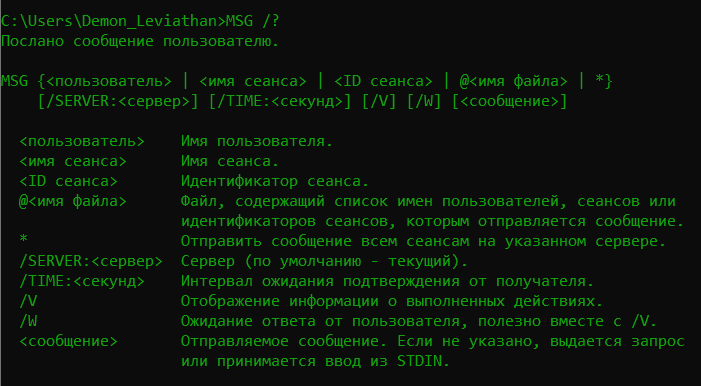 C:\Users\Demon_Leviathan>MSG /?
Послано сообщение пользователю.

MSG {<пользователь> | <имя сеанса> | <ID сеанса> | @<имя файла> | *}
    [/SERVER:<сервер>] [/TIME:<секунд>] [/V] [/W] [<сообщение>]

  <пользователь>    Имя пользователя.
  <имя сеанса>      Имя сеанса.
  <ID сеанса>       Идентификатор сеанса.
  @<имя файла>      Файл, содержащий список имен пользователей, сеансов или
                    идентификаторов сеансов, которым отправляется сообщение.
  *                 Отправить сообщение всем сеансам на указанном сервере.
  /SERVER:<сервер>  Сервер (по умолчанию - текущий).
  /TIME:<секунд>    Интервал ожидания подтверждения от получателя.
  /V                Отображение информации о выполненных действиях.
  /W                Ожидание ответа от пользователя, полезно вместе с /V.
  <сообщение>       Отправляемое сообщение. Если не указано, выдается запрос
                    или принимается ввод из STDIN.